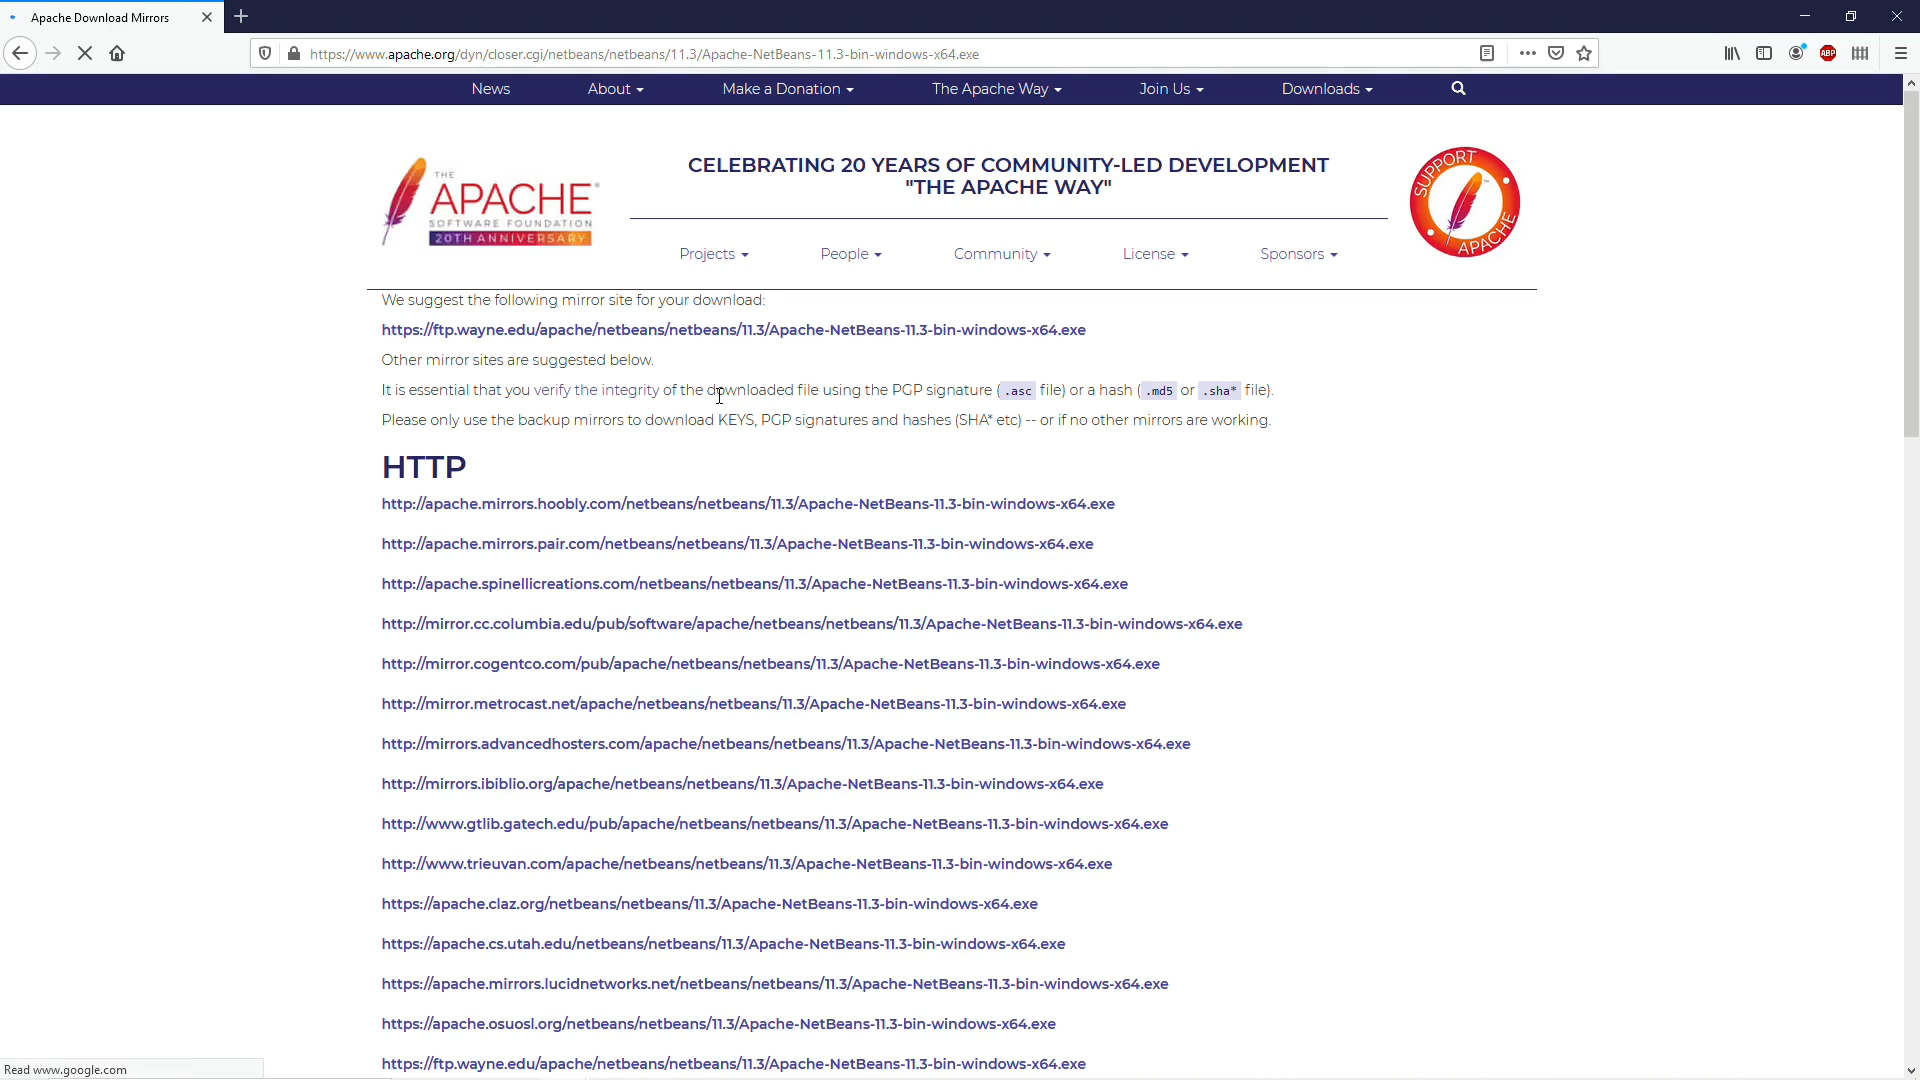 Apache Download Mirrors
https://www.apache.org/dyn/closer.cgi/netbeans/netbeans/11.3/Apache-NetBeans-11.3-bin-windows-x64.exe
ABP
News About Make a Donation The Apache Way Join Us Downloads
THE
APACHE®
SOFTWARE FOUNDATION
20TH ANNIVERSARY
CELEBRATING 20 YEARS OF COMMUNITY-LED DEVELOPMENT
"THE APACHE WAY"
SUPPORT
APACHE
Projects People Community License Sponsors
We suggest the following mirror site for your download:
https://ftp.wayne.edu/apache/netbeans/netbeans/11.3/Apache-NetBeans-11.3-bin-windows-x64.exe
Other mirror sites are suggested below.
It is essential that you verify the integrity of the downloaded file using the PGP signature ( .asc file) or a hash ( .md5 or .sha* file).
Please only use the backup mirrors to download KEYS, PGP signatures and hashes (SHA* etc) -- or if no other mirrors are working.
HTTP
http://apache.mirrors.hoobly.com/netbeans/netbeans/11.3/Apache-NetBeans-11.3-bin-windows-x64.exe
http://apache.mirrors.pair.com/netbeans/netbeans/11.3/Apache-NetBeans-11.3-bin-windows-x64.exe
http://apache.spinellicreations.com/netbeans/netbeans/11.3/Apache-NetBeans-11.3-bin-windows-x64.exe
http://mirror.cc.columbia.edu/pub/software/apache/netbeans/netbeans/11.3/Apache-NetBeans-11.3-bin-windows-x64.exe
http://mirror.cogentco.com/pub/apache/netbeans/netbeans/11.3/Apache-NetBeans-11.3-bin-windows-x64.exe
http://mirror.metrocast.net/apache/netbeans/netbeans/11.3/Apache-NetBeans-11.3-bin-windows-x64.exe
http://mirrors.advancedhosters.com/apache/netbeans/netbeans/11.3/Apache-NetBeans-11.3-bin-windows-x64.exe
http://mirrors.ibiblio.org/apache/netbeans/netbeans/11.3/Apache-NetBeans-11.3-bin-windows-x64.exe
http://www.gtlib.gatech.edu/pub/apache/netbeans/netbeans/11.3/Apache-NetBeans-11.3-bin-windows-x64.exe
http://www.trieuvan.com/apache/netbeans/netbeans/11.3/Apache-NetBeans-11.3-bin-windows-x64.exe
https://apache.claz.org/netbeans/netbeans/11.3/Apache-NetBeans-11.3-bin-windows-x64.exe
https://apache.cs.utah.edu/netbeans/netbeans/11.3/Apache-NetBeans-11.3-bin-windows-x64.exe
https://apache.mirrors.lucidnetworks.net/netbeans/netbeans/11.3/Apache-NetBeans-11.3-bin-windows-x64.exe
https://apache.osuosl.org/netbeans/netbeans/11.3/Apache-NetBeans-11.3-bin-windows-x64.exe
https://ftp.wayne.edu/apache/netbeans/netbeans/11.3/Apache-NetBeans-11.3-bin-windows-x64.exe
Read www.google.com